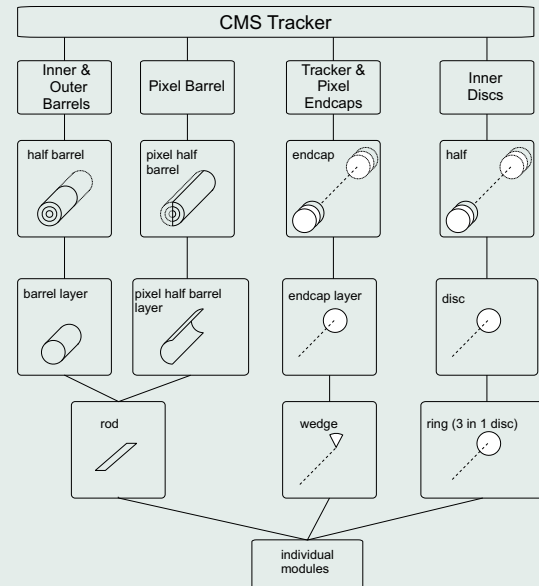 CMS Tracker
Inner &
Outer
Barrels
Pixel Barrel
Tracker &
Pixel
Endcaps
Inner
Discs
half barrel
pixel half
barrel
endcap
half
barrel layer
pixel half barrel
layer
endcap layer
disc
rod
wedge
ring (3 in 1 disc)
individual
modules